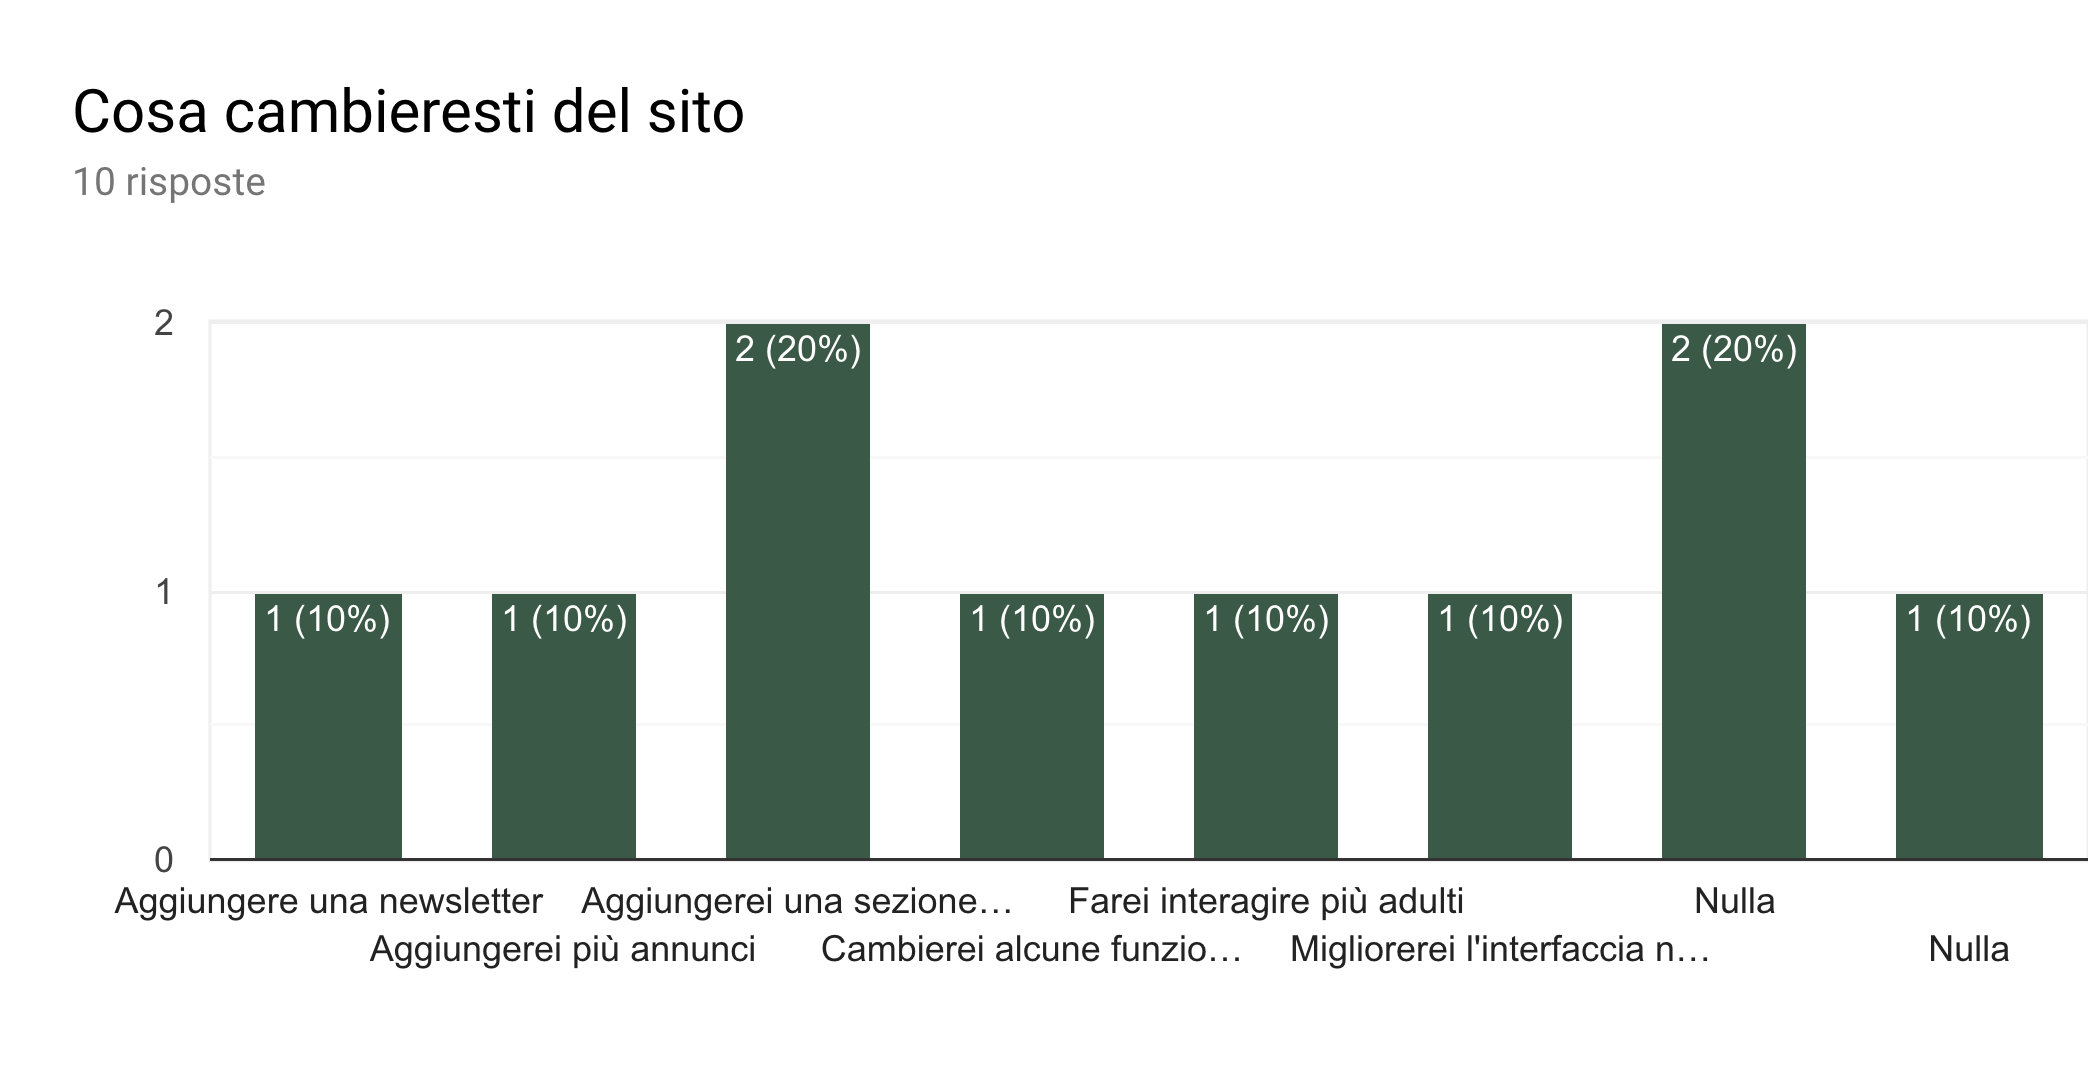 Cosa cambieresti del sito
10 risposte
2
2 (20%)
2 (20%)
1
1 (10%)
1 (10%)
1 (10%)
1 (10%)
1 (10%)
1 (10%)
0
Aggiungere una newsletter
Aggiungerei una sezione…
Farei interagire più adulti
Nulla
Aggiungerei più annunci
Cambierei alcune funzio…
Migliorerei l'interfaccia n…
Nulla